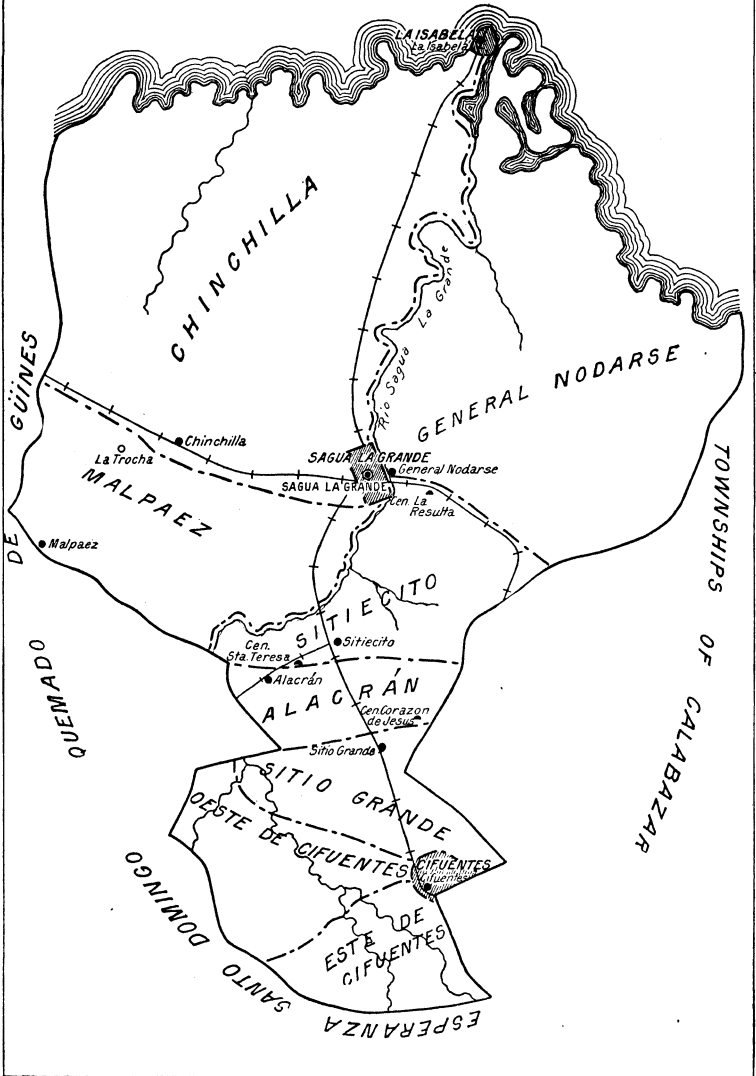 LA ISABELA
La Isabela
CHINCHILLA
Rio Sagua La Grande
GENERAL NODARSE
GÜINES
Chinchilla
La Trocha
SAGUA LA GRANDE
SAGUA LA GRANDE
General Nodarse
Cen. La
Resulta
MALPAEZ
DE
Malpaez
TOWNSHIPS OF CALABAZAR
SITIECITO
Sitiecito
Cen.
Sta. Teresa
Alacrán
ALACRÁN
Cen. Corazon
de Jesus
QUEMADO
Sitio Grande
SITIO GRANDE
OESTE DE CIFUENTES
CIFUENTES
Cifuentes
SANTO DOMINGO
ESTE DE
CIFUENTES
ESPERANZA